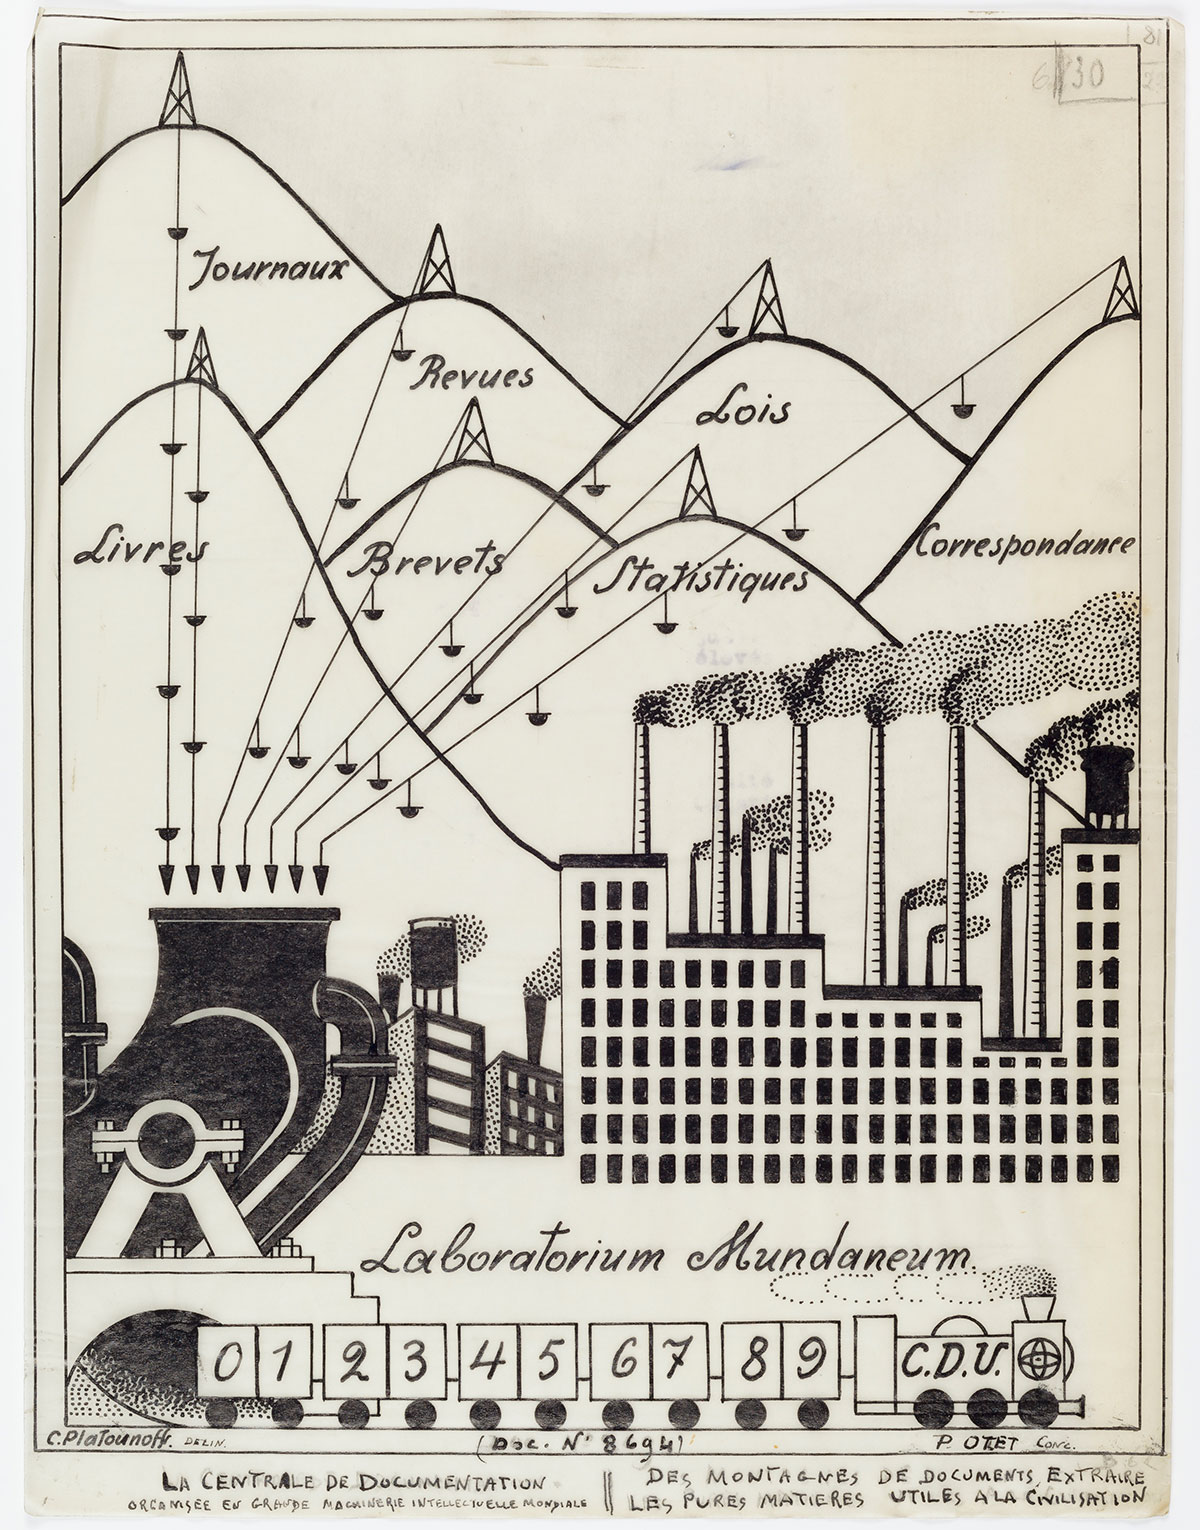 81
6 30
Journaux
Revues
Lois
Livres
Brevets
Statistiques
Correspondance
Laboratorium Mundaneum.
0 1 2 3 4 5 6 7 8 9 C.D.U.
C. Platounoff. DELIN. (Doc. N° 8694) P. OTLET Conc.
LA CENTRALE DE DOCUMENTATION
ORGANISÉE EN GRANDE MACHINERIE INTELLECTUELLE MONDIALE
DES MONTAGNES DE DOCUMENTS, EXTRAIRE
LES PURES MATIERES UTILES A LA CIVILISATION